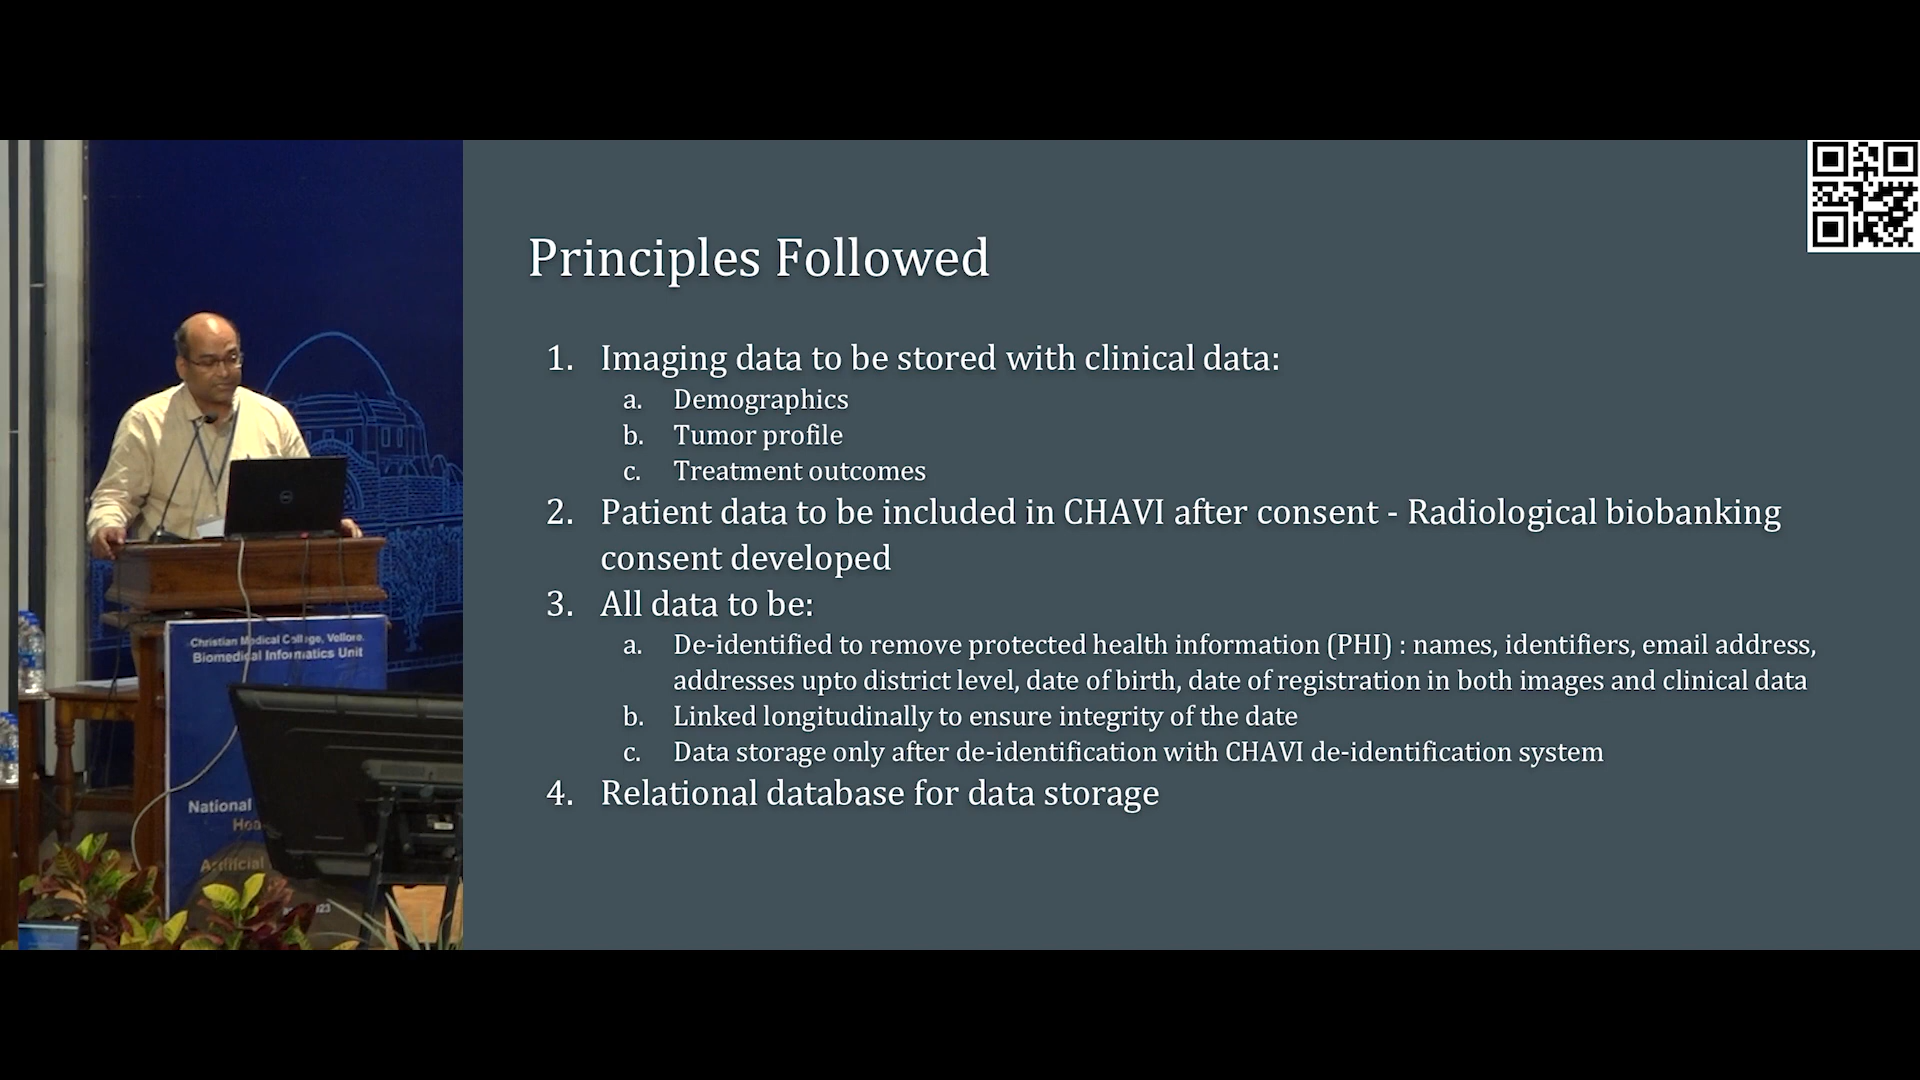 Principles Followed
1. Imaging data to be stored with clinical data:
a. Demographics
b. Tumor profile
c. Treatment outcomes
2. Patient data to be included in CHAVI after consent - Radiological biobanking
consent developed
3. All data to be:
a. De-identified to remove protected health information (PHI) : names, identifiers, email address,
addresses upto district level, date of birth, date of registration in both images and clinical data
b. Linked longitudinally to ensure integrity of the date
c. Data storage only after de-identification with CHAVI de-identification system
4. Relational database for data storage
Christian Medical College, Vellore.
Biomedical Informatics Unit
National